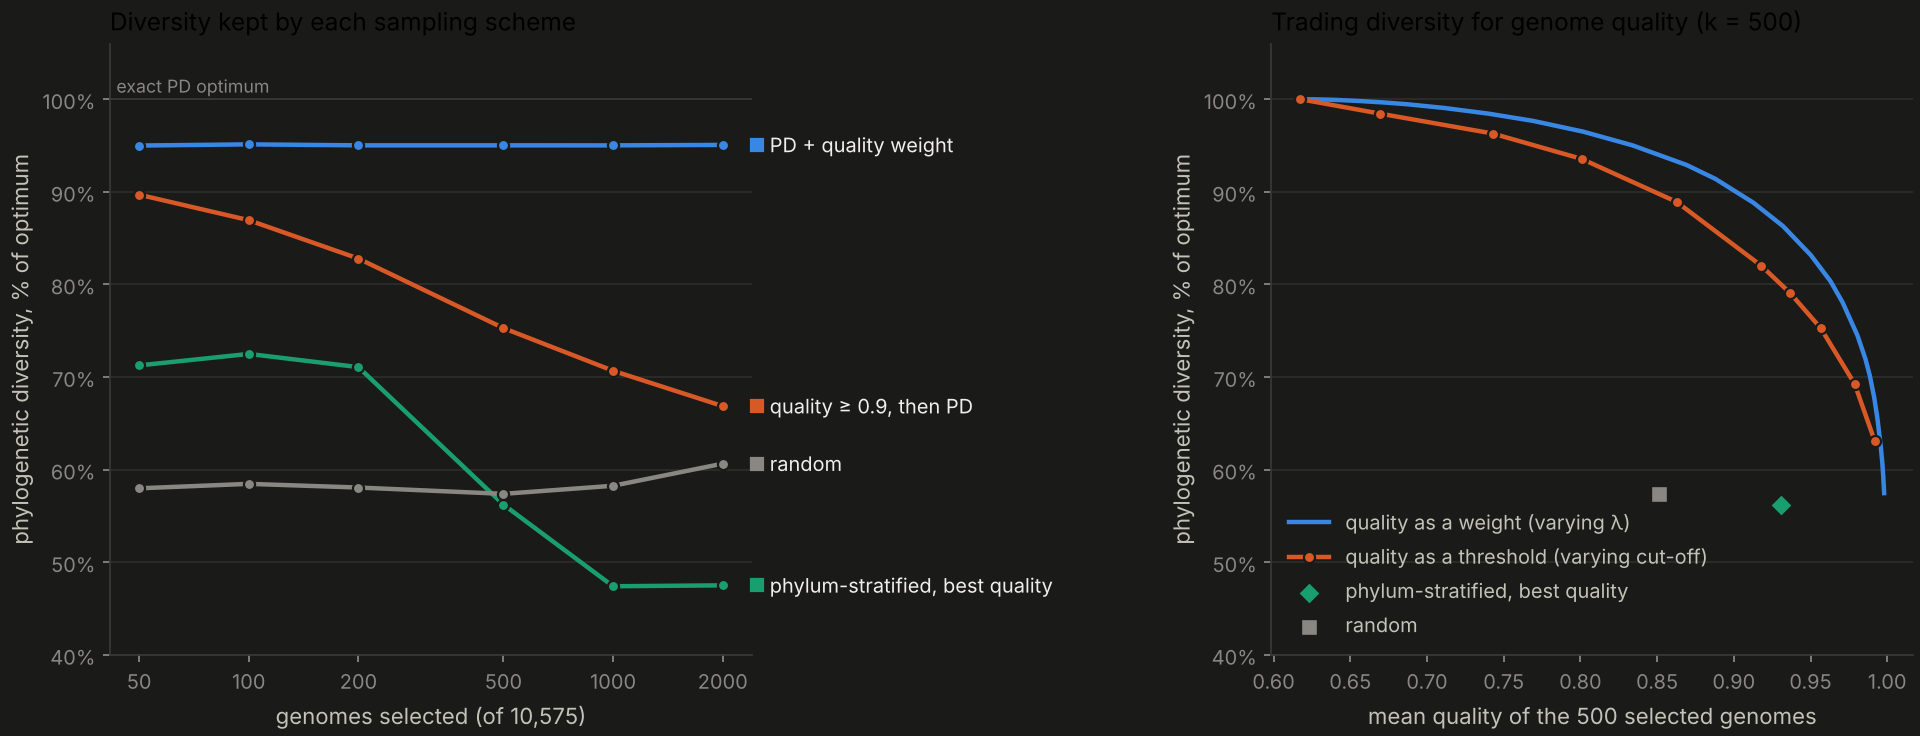 Diversity kept by each sampling scheme
exact PD optimum
100%
90%
80%
70%
60%
50%
40%
phylogenetic diversity, % of optimum
50 100 200 500 1000 2000
genomes selected (of 10,575)
PD + quality weight
quality ≥ 0.9, then PD
random
phylum-stratified, best quality
Trading diversity for genome quality (k = 500)
100%
90%
80%
70%
60%
50%
40%
phylogenetic diversity, % of optimum
quality as a weight (varying λ)
quality as a threshold (varying cut-off)
phylum-stratified, best quality
random
0.60 0.65 0.70 0.75 0.80 0.85 0.90 0.95 1.00
mean quality of the 500 selected genomes